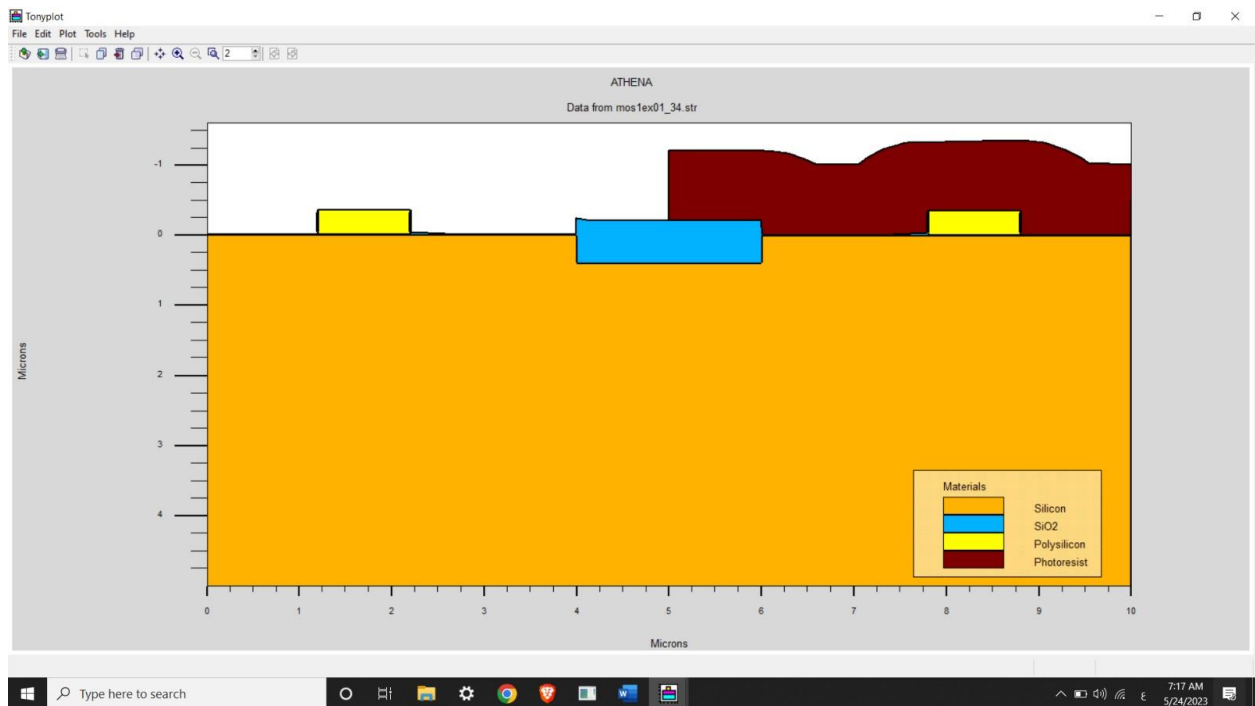 Tonyplot
File Edit Plot Tools Help
2
ATHENA
Data from mos1ex01_34.str
-1
0
1
2
3
4
Microns
Materials
Silicon
SiO2
Polysilicon
Photoresist
0 1 2 3 4 5 6 7 8 9 10
Microns
Type here to search
W
ع
7:17 AM
5/24/2023